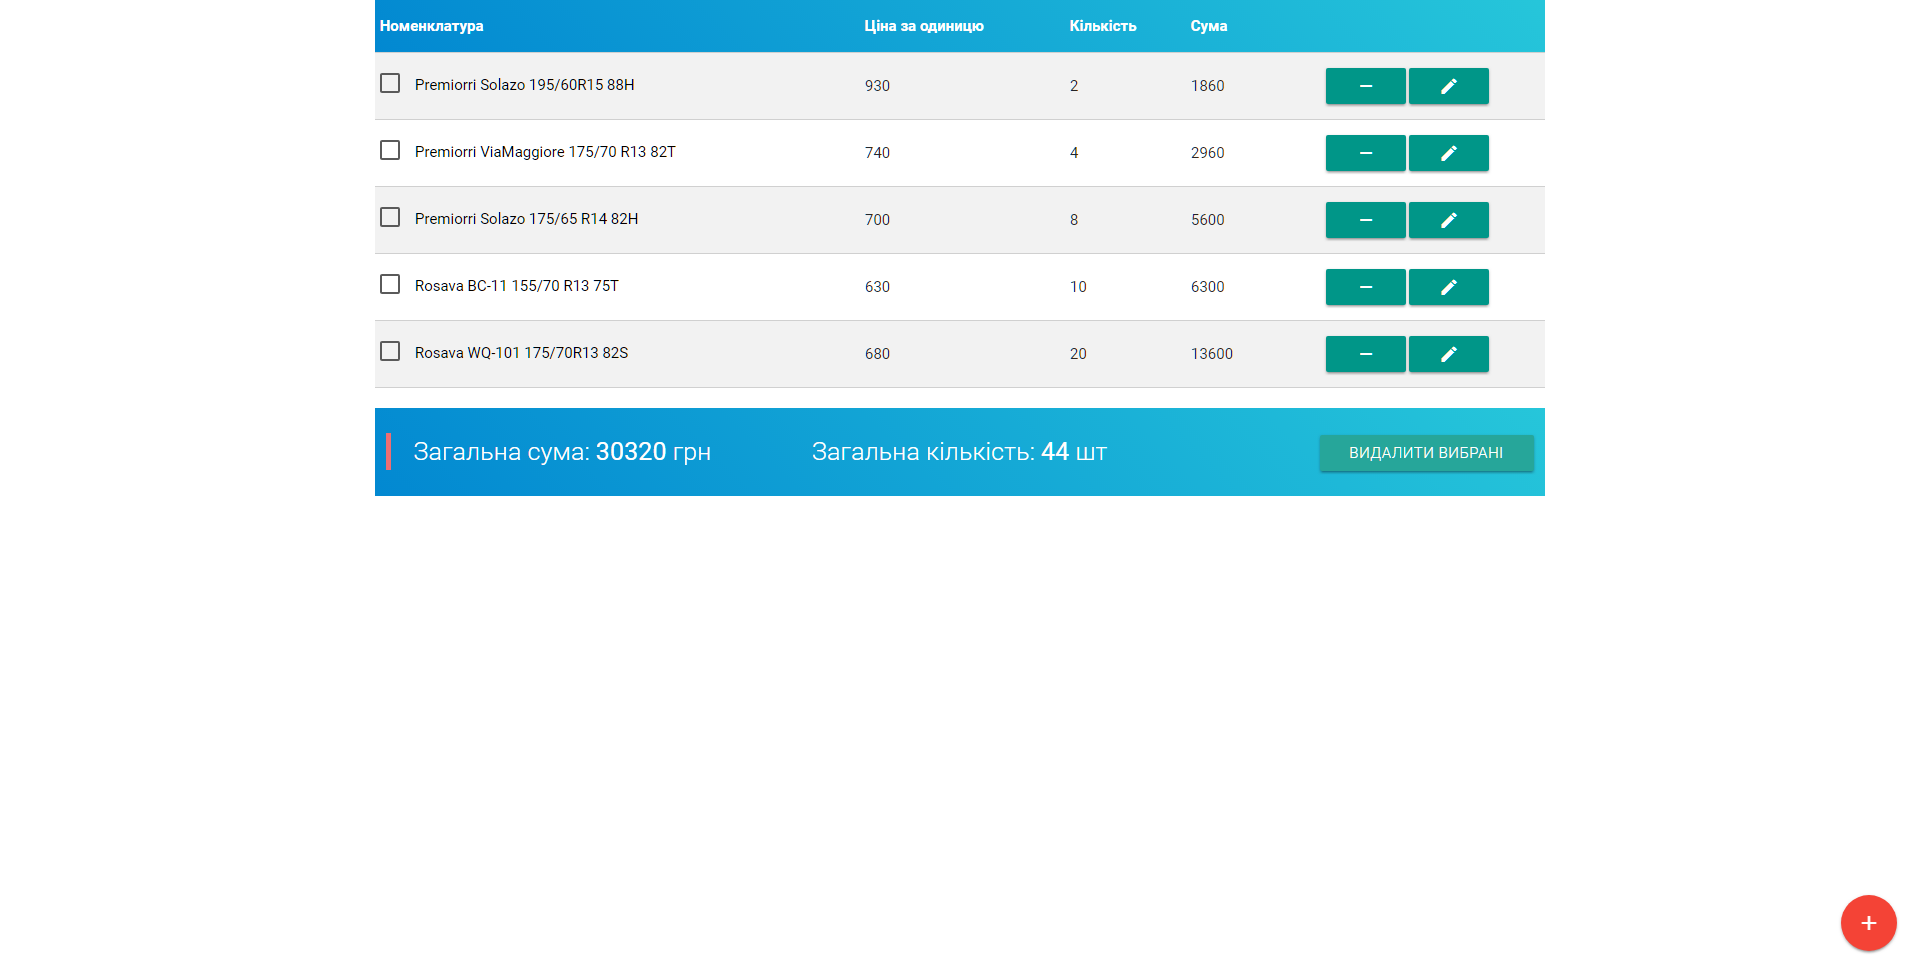 Номенклатура Ціна за одиницю Кількість Сума
Premiorri Solazo 195/60R15 88H 930 2 1860
Premiorri ViaMaggiore 175/70 R13 82T 740 4 2960
Premiorri Solazo 175/65 R14 82H 700 8 5600
Rosava BC-11 155/70 R13 75T 630 10 6300
Rosava WQ-101 175/70R13 82S 680 20 13600
Загальна сума: 30320 грн Загальна кількість: 44 шт ВИДАЛИТИ ВИБРАНІ